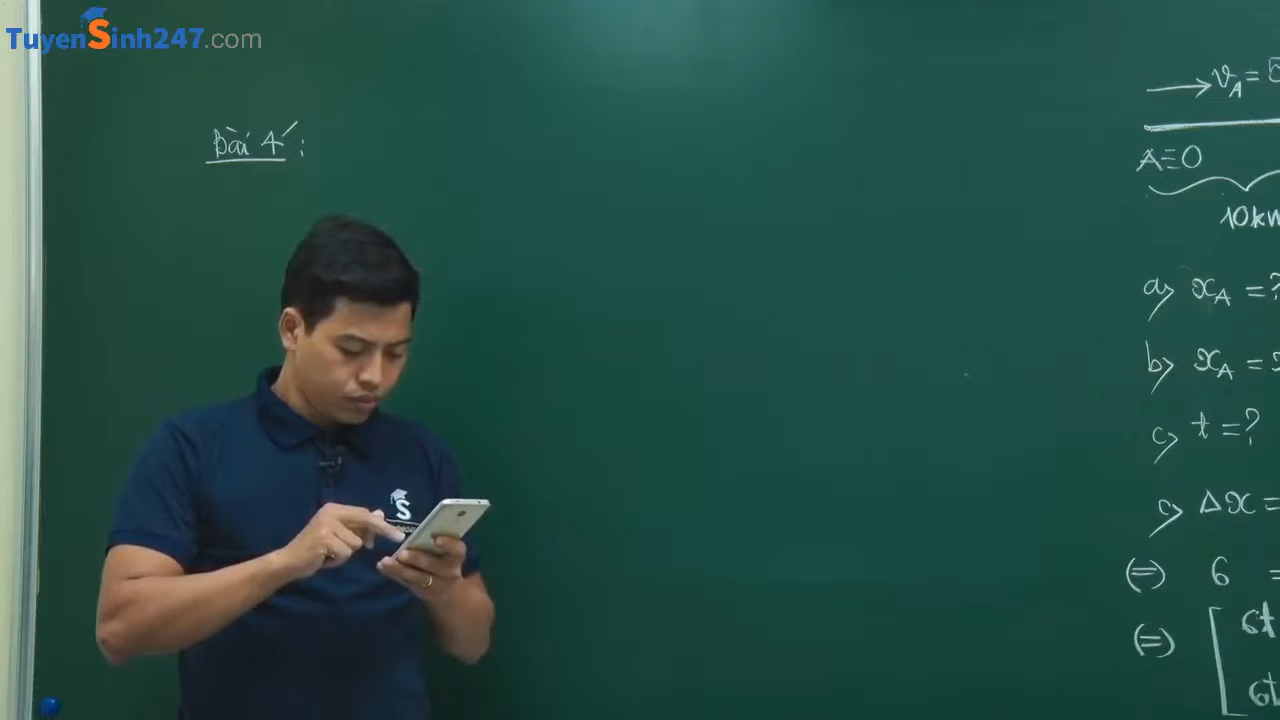 TuyenSinh247.com
Bài 4:
→ v_A =
A≡O
10km
a) x_A = ?
b) x_A =
c) t = ?
c) Δx =
(=) 6 =
(=) [ 6t
6t
S